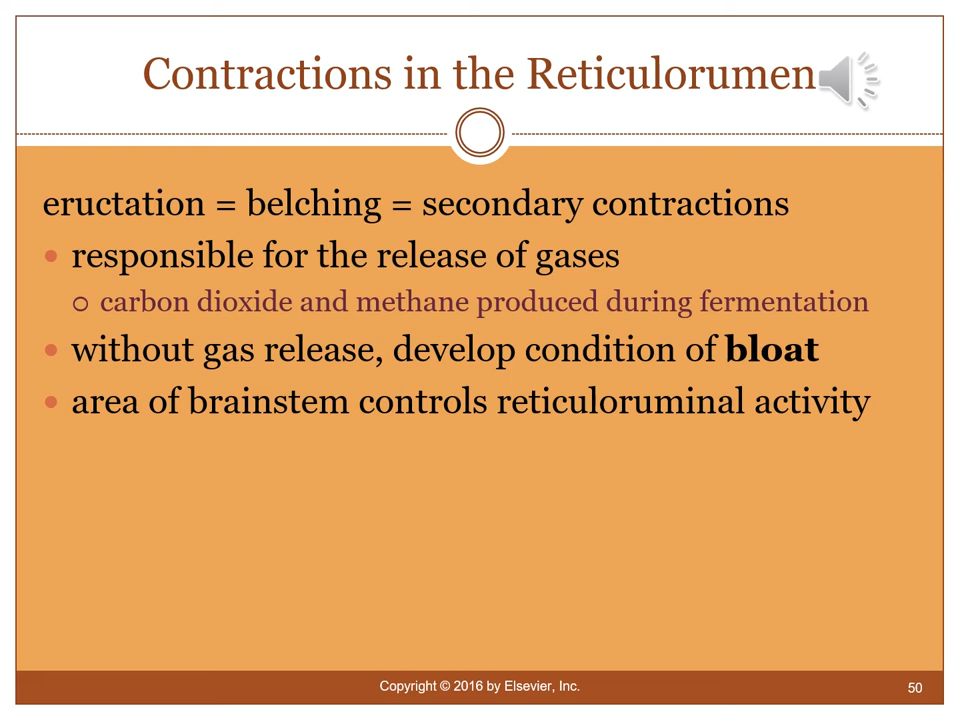 Contractions in the Reticulorumen
eructation = belching = secondary contractions
responsible for the release of gases
carbon dioxide and methane produced during fermentation
without gas release, develop condition of bloat
area of brainstem controls reticuloruminal activity
Copyright © 2016 by Elsevier, Inc.
50